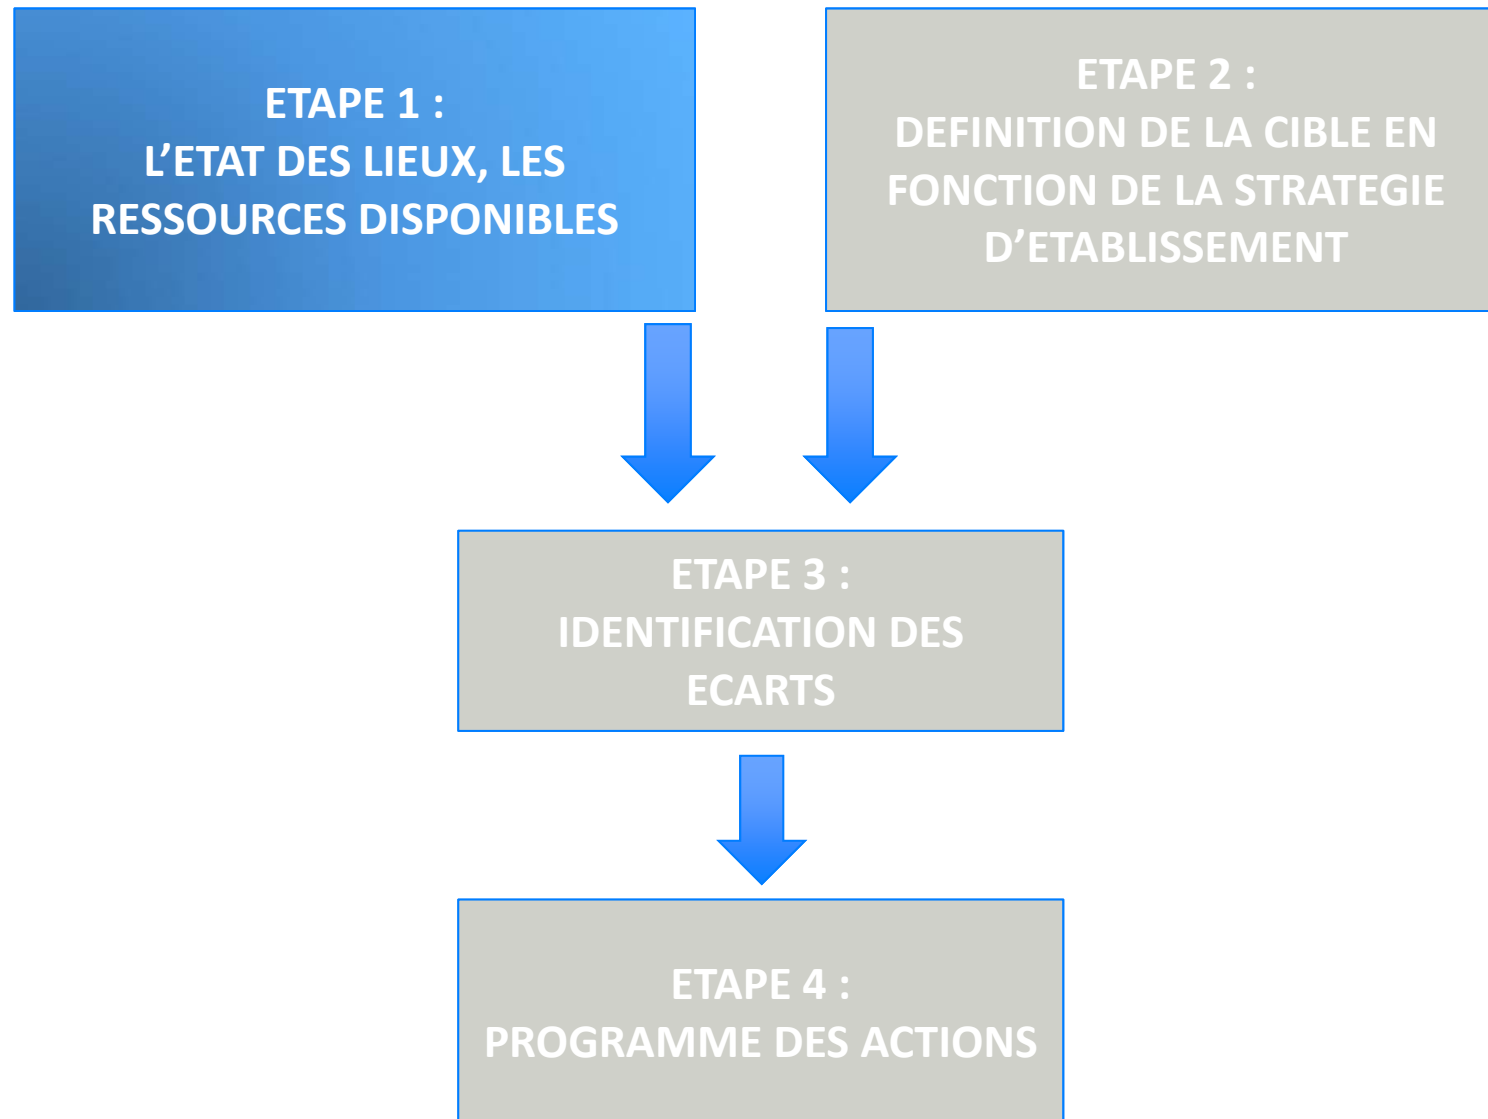 ETAPE 1 :
L’ETAT DES LIEUX, LES
RESSOURCES DISPONIBLES
ETAPE 2 :
DEFINITION DE LA CIBLE EN
FONCTION DE LA STRATEGIE
D’ETABLISSEMENT
ETAPE 3 :
IDENTIFICATION DES
ECARTS
ETAPE 4 :
PROGRAMME DES ACTIONS